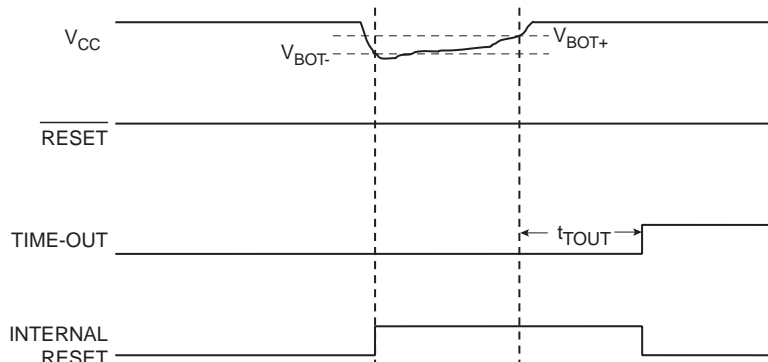 VCC
VBOT-
VBOT+
RESET
TIME-OUT
tTOUT
INTERNAL
RESET